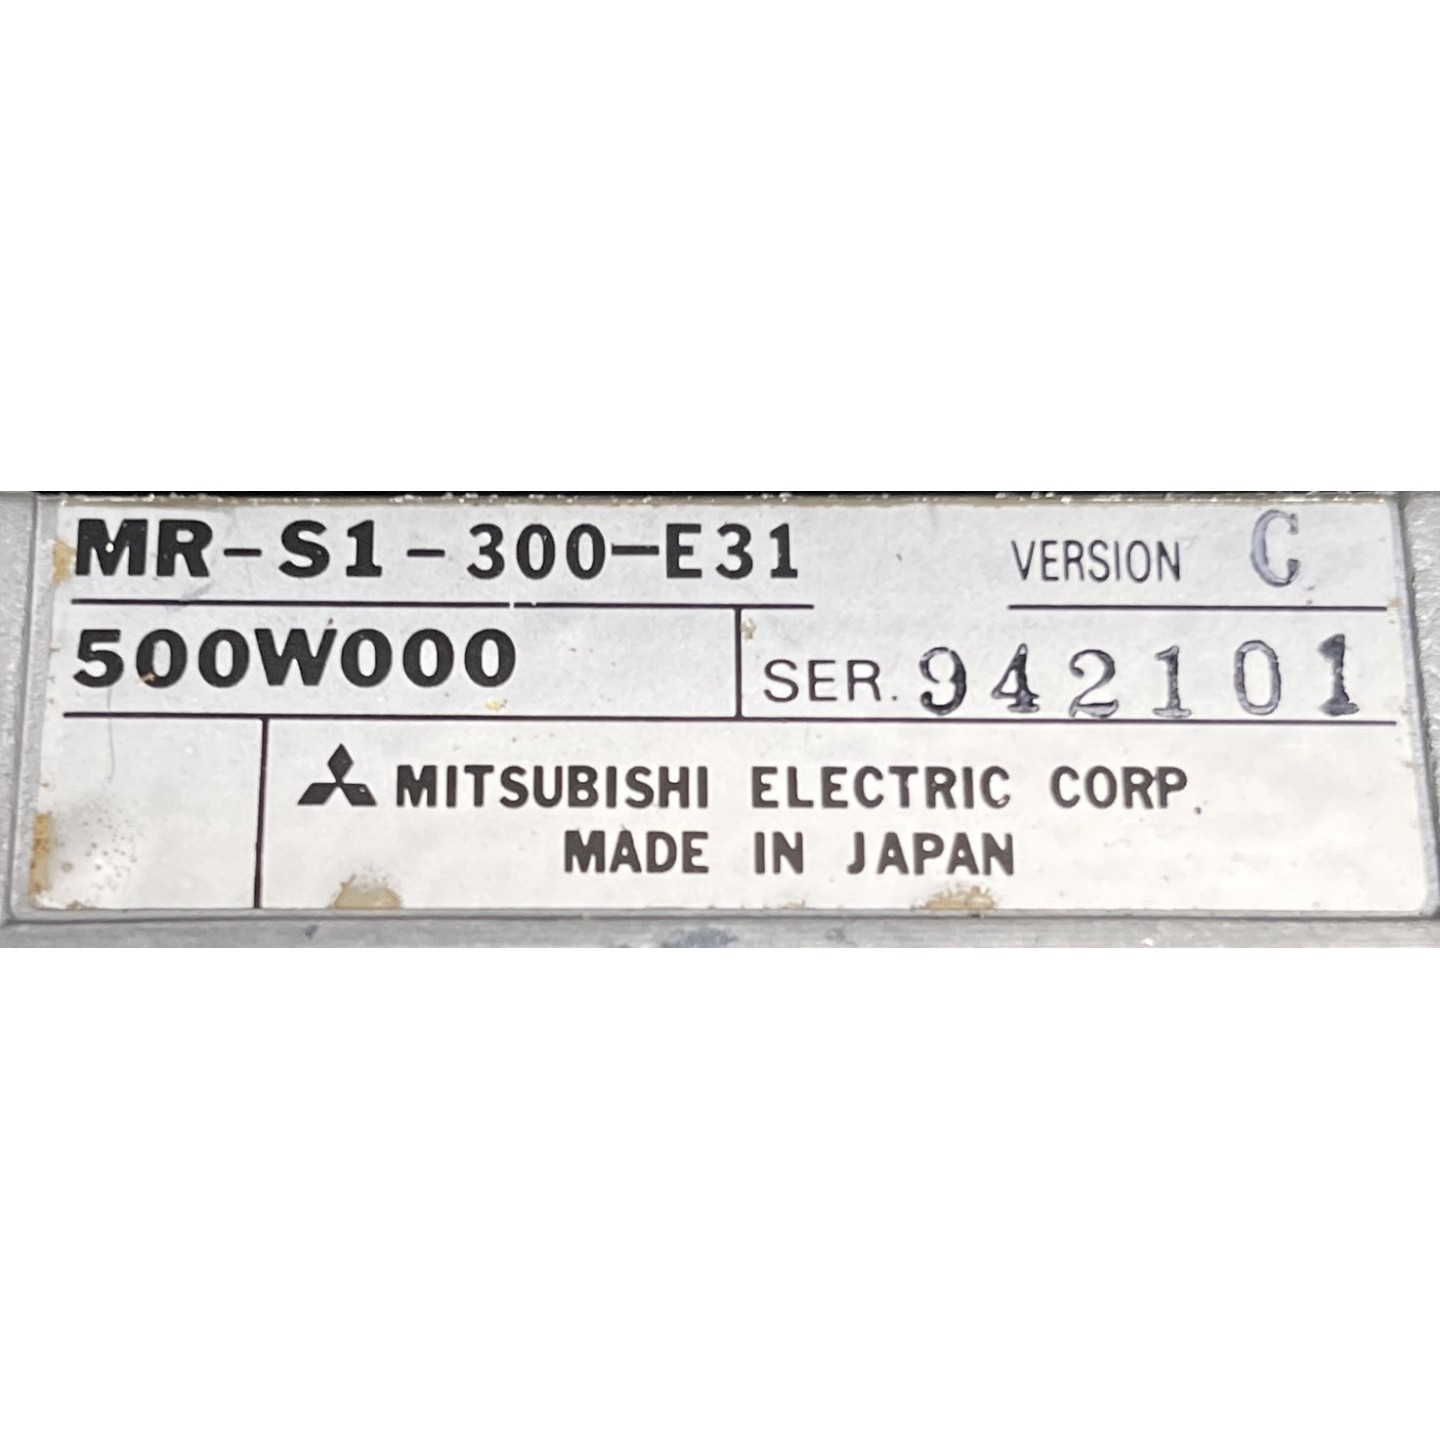 MR-S1-300-E31 VERSION C
500W000 SER. 942101
MITSUBISHI ELECTRIC CORP.
MADE IN JAPAN